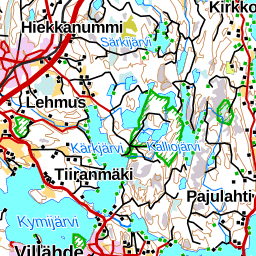 Kirkko
Hiekkanummi
Särkijärvi
Lehmus
Kärkjärvi
Kalliojärvi
Tiiranmäki
Pajulahti
Kymijärvi
Villähde